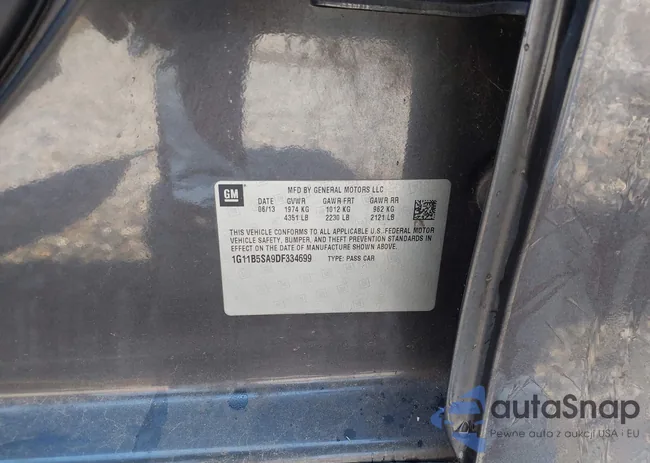 GM
MFD BY GENERAL MOTORS LLC
DATE GVWR GAWR FRT GAWR RR
06/13 1974 KG 1012 KG 962 KG
4351 LB 2230 LB 2121 LB
THIS VEHICLE CONFORMS TO ALL APPLICABLE U.S. FEDERAL MOTOR
VEHICLE SAFETY, BUMPER, AND THEFT PREVENTION STANDARDS IN
EFFECT ON THE DATE OF MANUFACTURE SHOWN ABOVE.
1G11B5SA9DF334699 TYPE: PASS CAR
autaSnap
Pewne auta z aukcji USA i EU